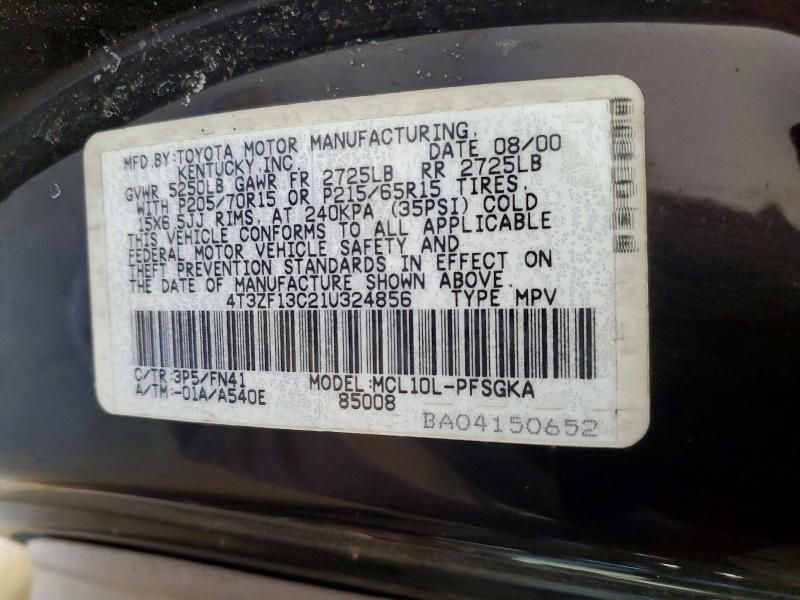 MFD.BY:TOYOTA MOTOR MANUFACTURING,
KENTUCKY,INC. DATE 08/00
GVWR 5250LB GAWR FR 2725LB RR 2725LB
WITH P205/70R15 OR P215/65R15 TIRES,
15X6.5JJ RIMS, AT 240KPA (35PSI) COLD
THIS VEHICLE CONFORMS TO ALL APPLICABLE
FEDERAL MOTOR VEHICLE SAFETY AND
THEFT PREVENTION STANDARDS IN EFFECT ON
THE DATE OF MANUFACTURE SHOWN ABOVE.
4T3ZF13C21U324856 TYPE MPV
C/TR:3P5/FN41 MODEL:MCL10L-PFSGKA
A/TM:-01A/A540E 85008
BA04150652